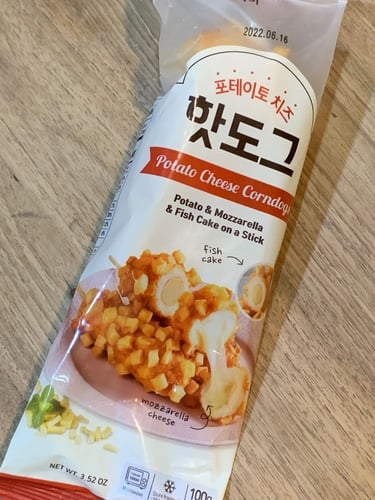 2022.06.16
포테이토 치즈
핫도그
Potato Cheese Corndog
Potato & Mozzarella
& Fish Cake on a Stick
fish
cake
mozzarella
cheese
NET WT. 3.52 OZ
100g